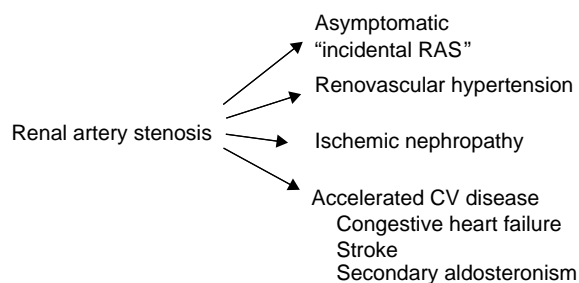 Asymptomatic
“incidental RAS”
Renovascular hypertension
Renal artery stenosis
Ischemic nephropathy
Accelerated CV disease
Congestive heart failure
Stroke
Secondary aldosteronism